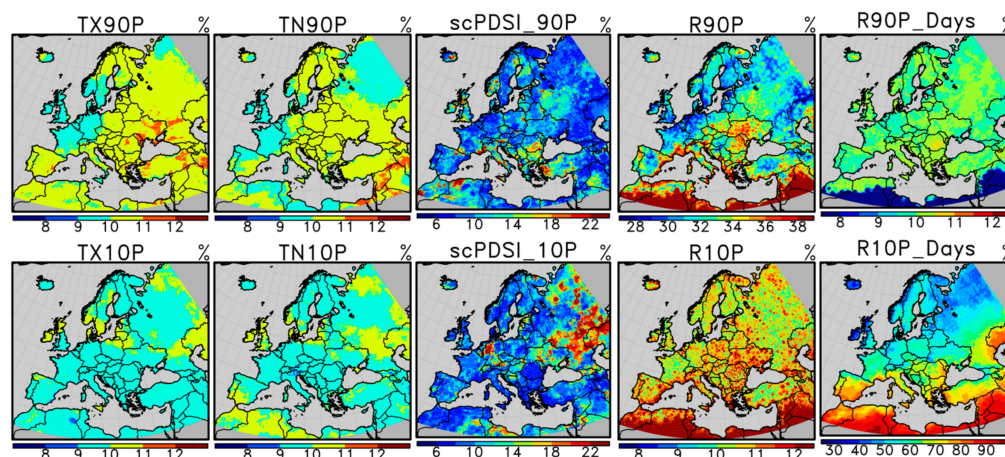 TX90P %
TN90P %
scPDSI_90P %
R90P %
R90P_Days %
8 9 10 11 12
8 9 10 11 12
6 10 14 18 22
28 30 32 34 36 38
8 9 10 11 12
TX10P %
TN10P %
scPDSI_10P %
R10P %
R10P_Days %
8 9 10 11 12
8 9 10 11 12
6 10 14 18 22
8 9 10 11 12
30 40 50 60 70 80 90